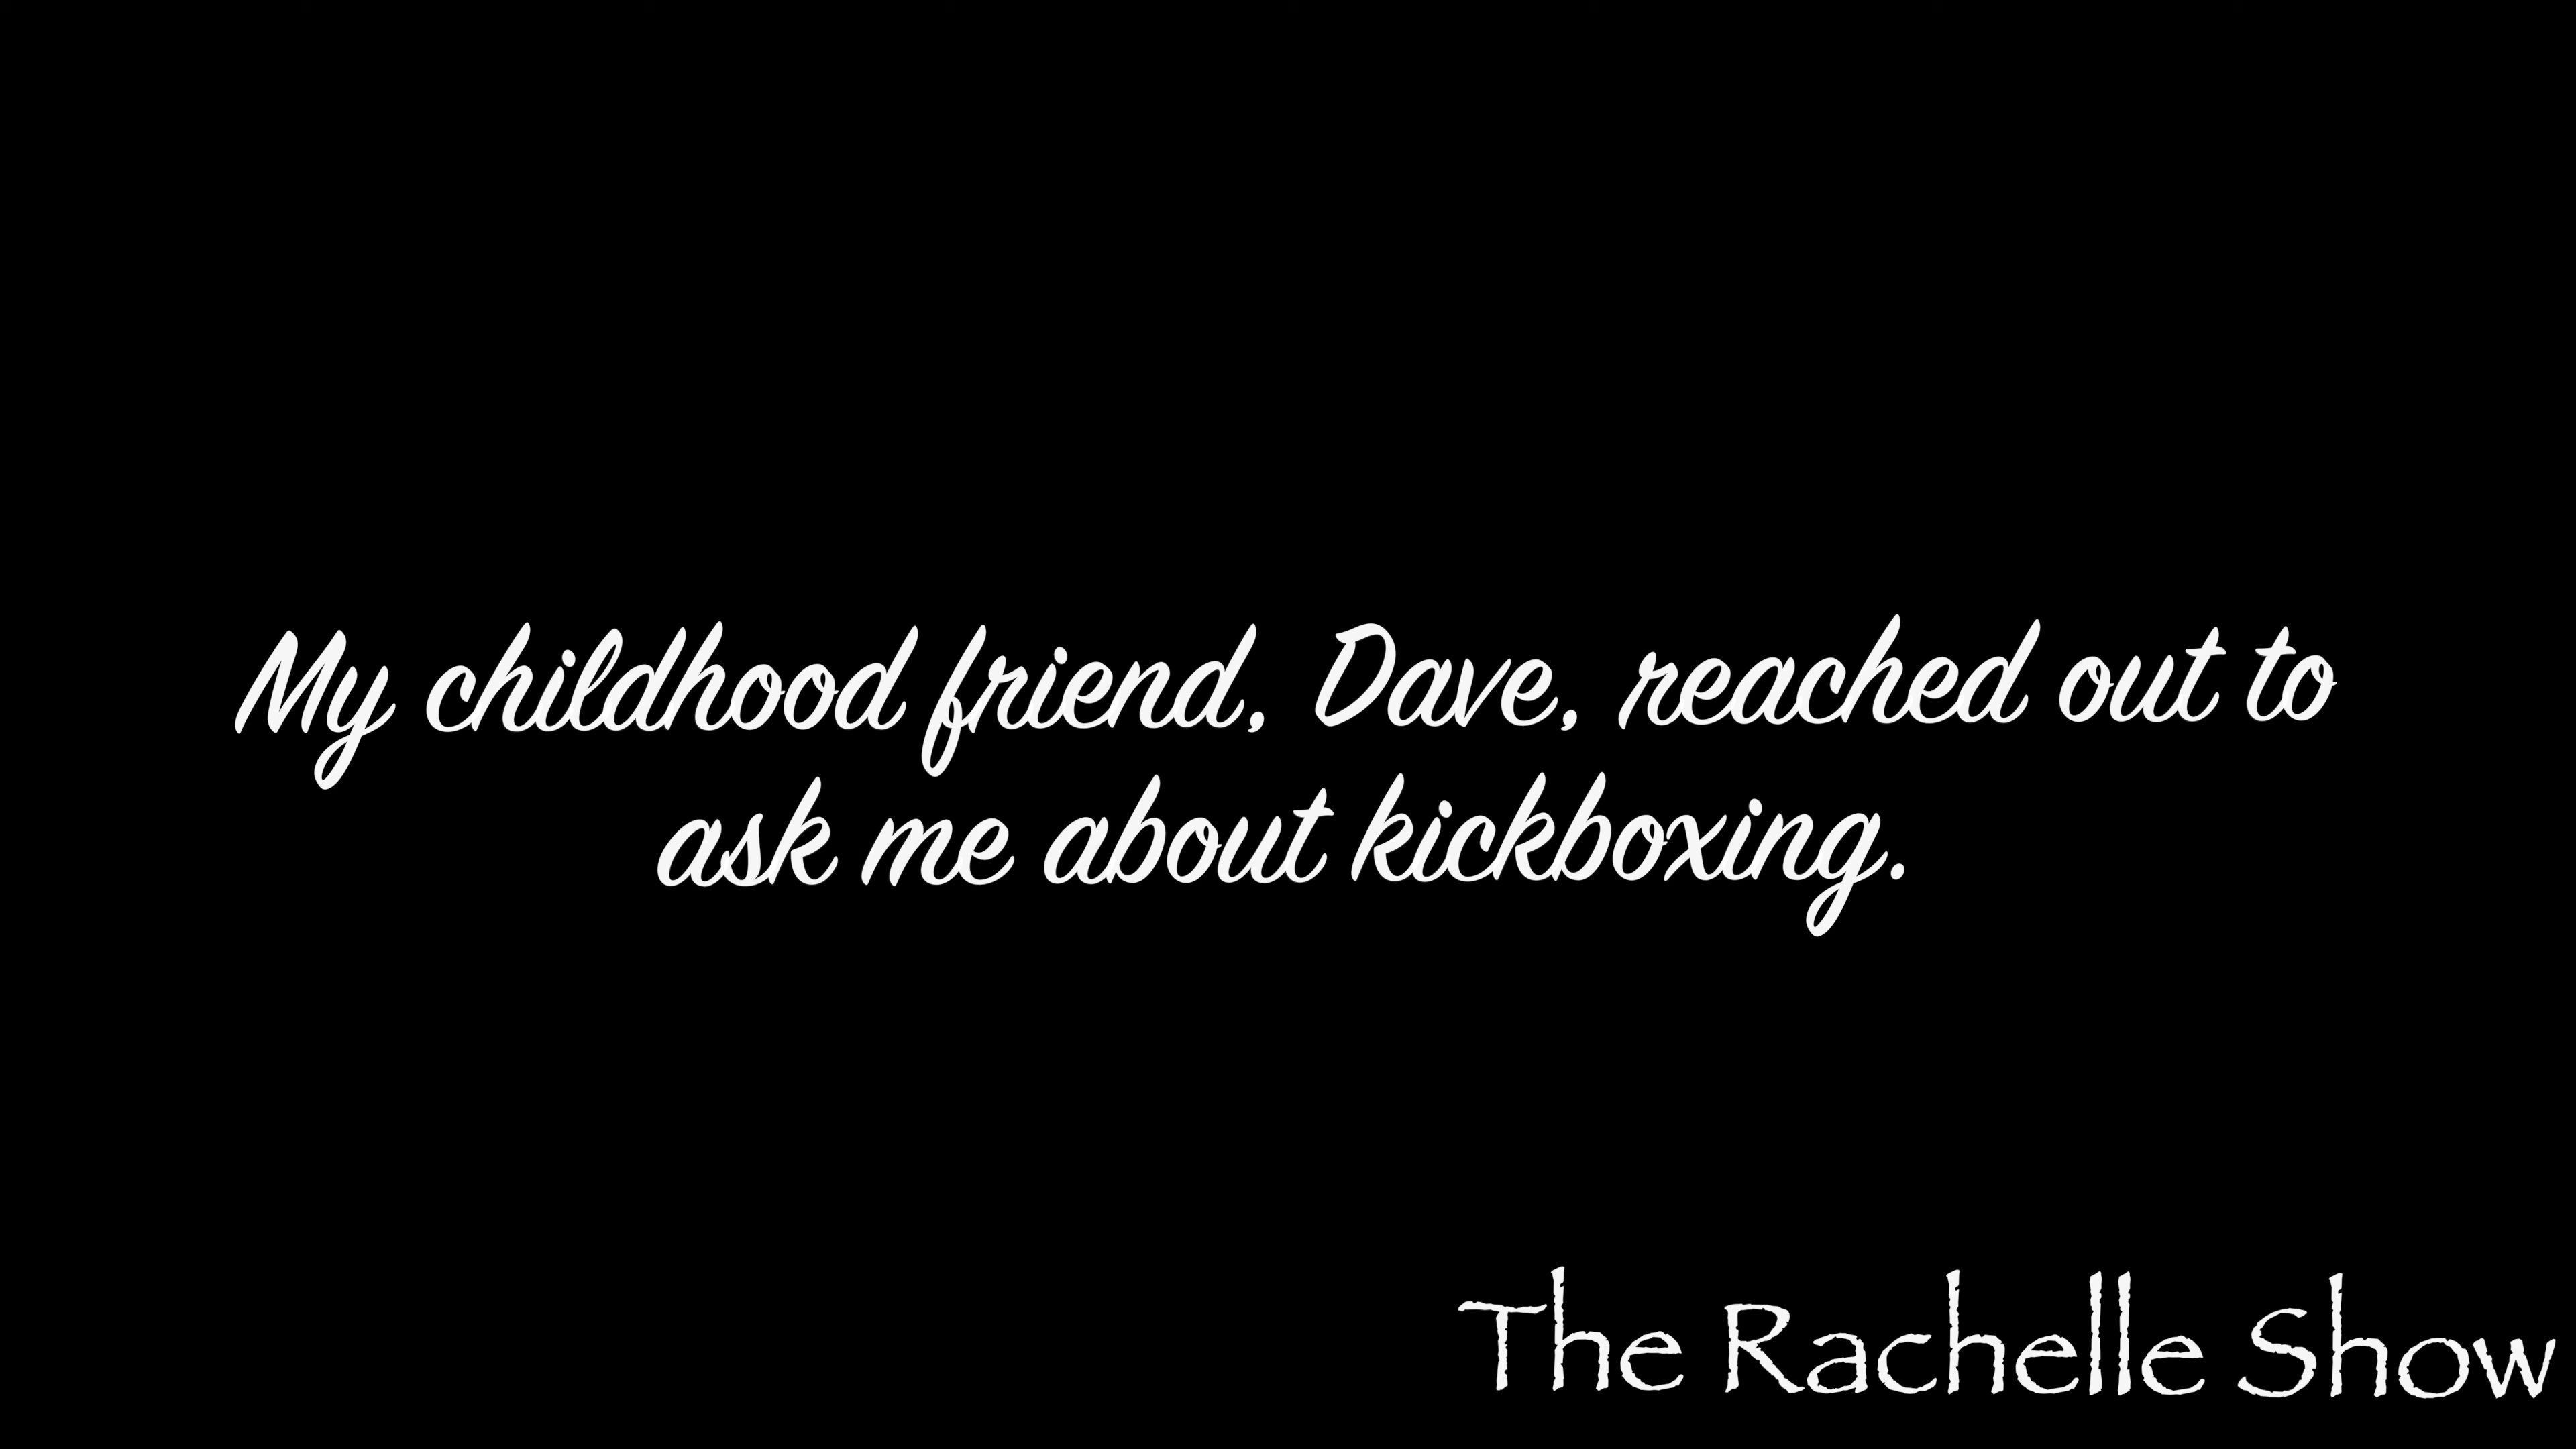 My childhood friend, Dave, reached out to
ask me about kickboxing.
The Rachelle Show